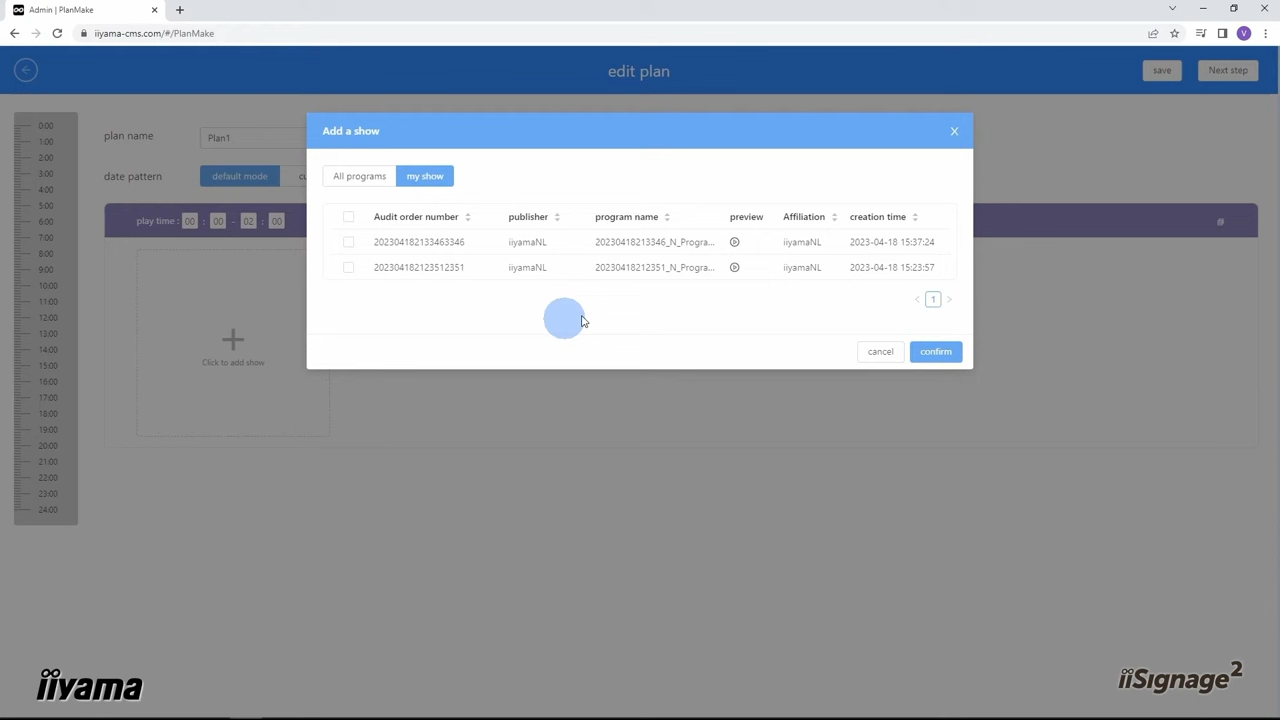 Admin | PlanMake
iiyama-cms.com/#/PlanMake
V
edit plan
save
Next step
0:00
1:00
2:00
3:00
4:00
5:00
6:00
7:00
8:00
9:00
10:00
11:00
12:00
13:00
14:00
15:00
16:00
17:00
18:00
19:00
20:00
21:00
22:00
23:00
24:00
plan name
Plan1
date pattern
default mode
cu
play time : 00 : 00 - 02 : 00
Click to add show
Add a show
All programs
my show
Audit order number publisher program name preview Affiliation creation time
202304182133463346 iiyamaNL 20230418213346_N_Progra... iiyamaNL 2023-04-18 15:37:24
202304182123512351 iiyamaNL 20230418212351_N_Progra... iiyamaNL 2023-04-18 15:23:57
1
cancel
confirm
iiyama
iiSignage2